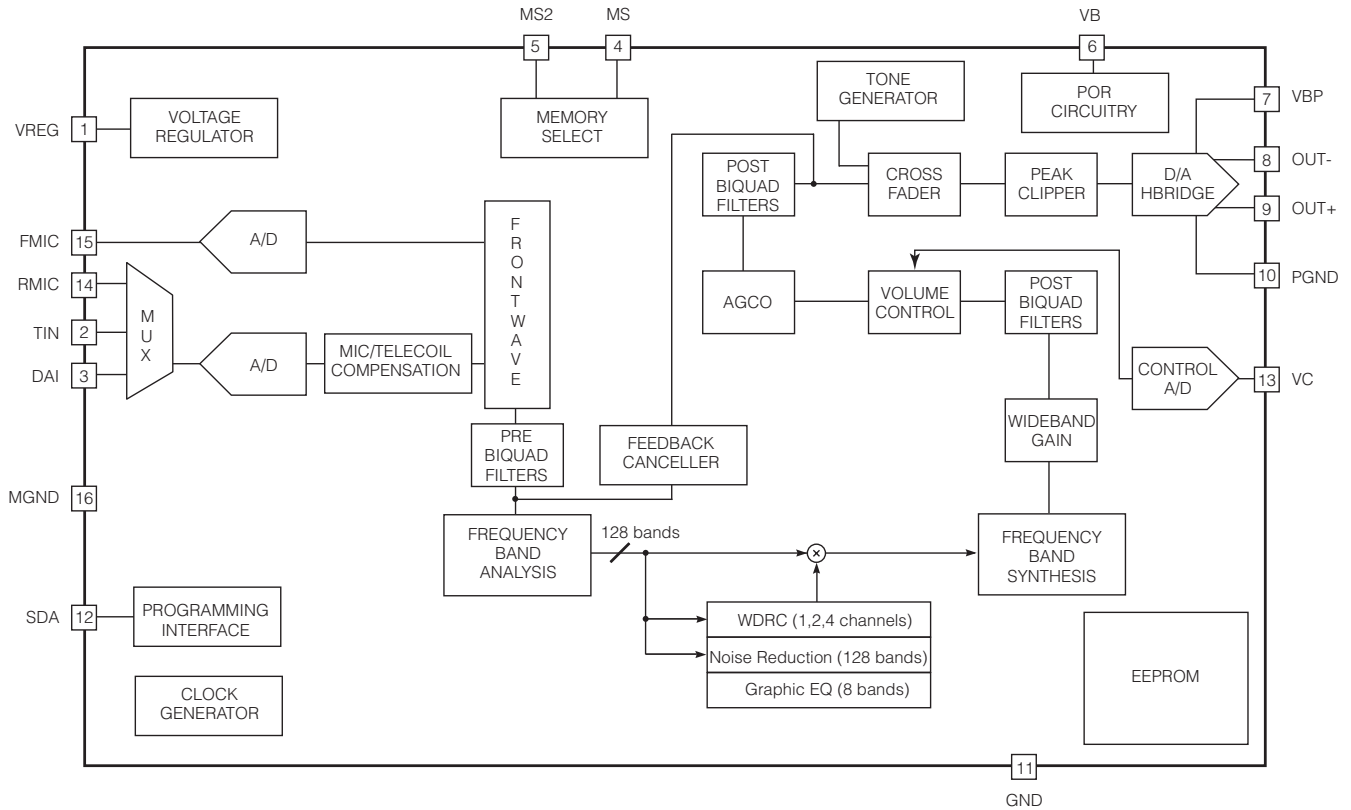 MS2
MS
VB
5
4
6
TONE
GENERATOR
POR
CIRCUITRY
7
VBP
VREG
1
VOLTAGE
REGULATOR
MEMORY
SELECT
POST
BIQUAD
FILTERS
CROSS
FADER
PEAK
CLIPPER
D/A
HBRIDGE
8
OUT-
9
OUT+
FMIC
15
A/D
FRONTWAVE
RMIC
14
10
PGND
TIN
2
MUX
AGCO
VOLUME
CONTROL
POST
BIQUAD
FILTERS
DAI
3
A/D
MIC/TELECOIL
COMPENSATION
CONTROL
A/D
13
VC
PRE
BIQUAD
FILTERS
FEEDBACK
CANCELLER
WIDEBAND
GAIN
MGND
16
FREQUENCY
BAND
ANALYSIS
128 bands
×
FREQUENCY
BAND
SYNTHESIS
SDA
12
PROGRAMMING
INTERFACE
WDRC (1,2,4 channels)
Noise Reduction (128 bands)
Graphic EQ (8 bands)
EEPROM
CLOCK
GENERATOR
11
GND